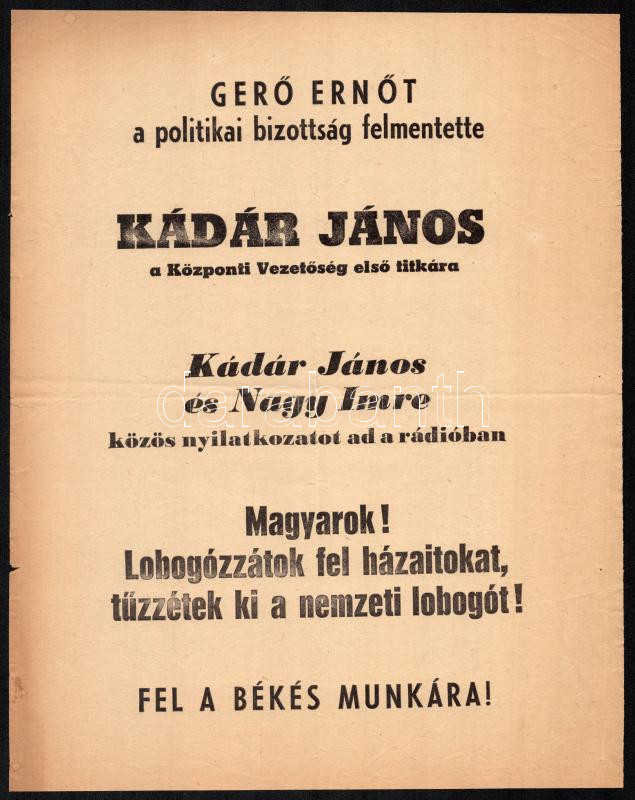 GERŐ ERNŐT
a politikai bizottság felmentette
KÁDÁR JÁNOS
a Központi Vezetőség első titkára
Kádár János
és Nagy Imre
közös nyilatkozatot ad a rádióban
Magyarok!
Lobogózzátok fel házaitokat,
tűzzétek ki a nemzeti lobogót!
FEL A BÉKÉS MUNKÁRA!
darabanth